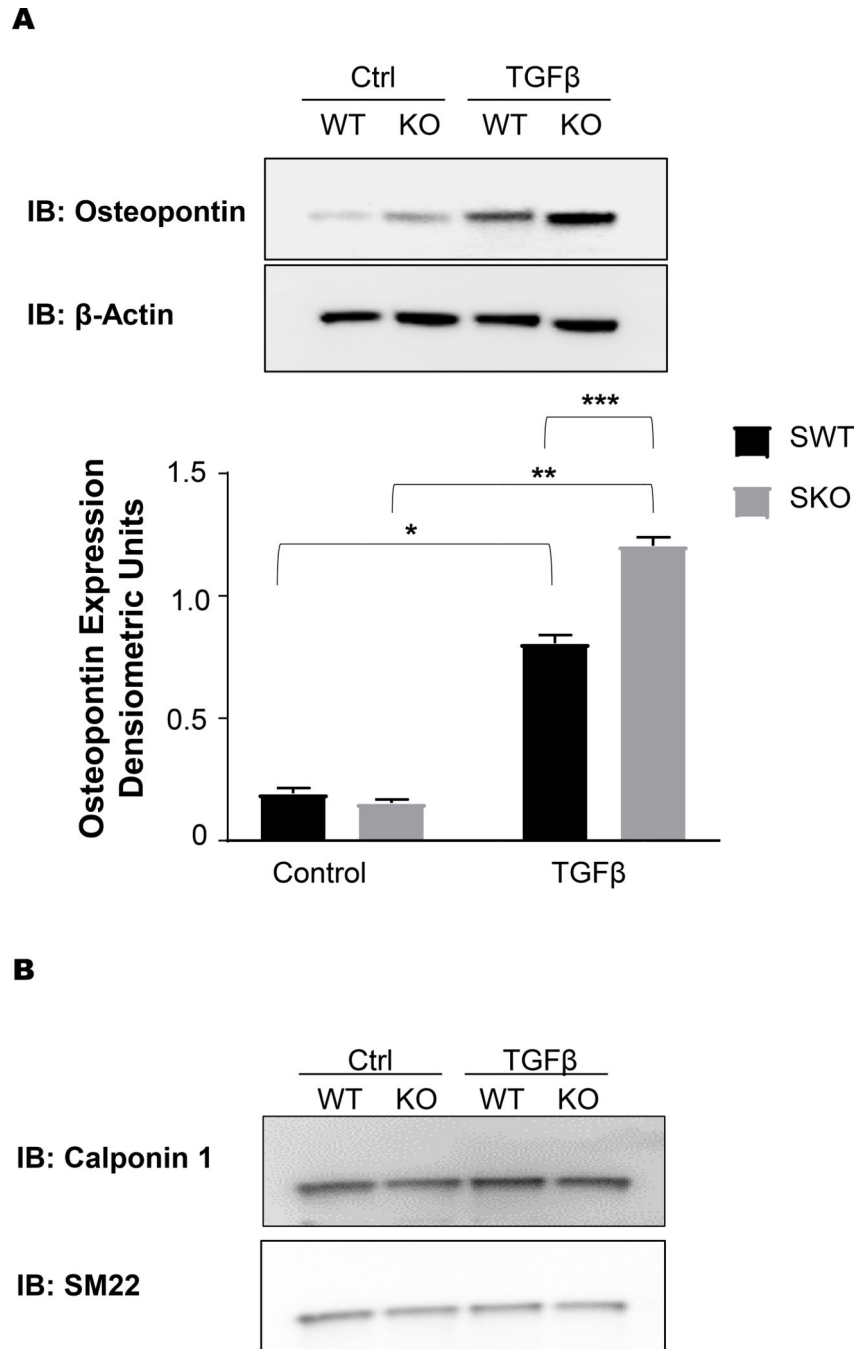 A
Ctrl TGFβ
WT KO WT KO
IB: Osteopontin
IB: β-Actin
***
SWT
SKO
**
*
Osteopontin Expression
Densiometric Units
1.5
1.0
0.5
0
Control TGFβ
B
Ctrl TGFβ
WT KO WT KO
IB: Calponin 1
IB: SM22